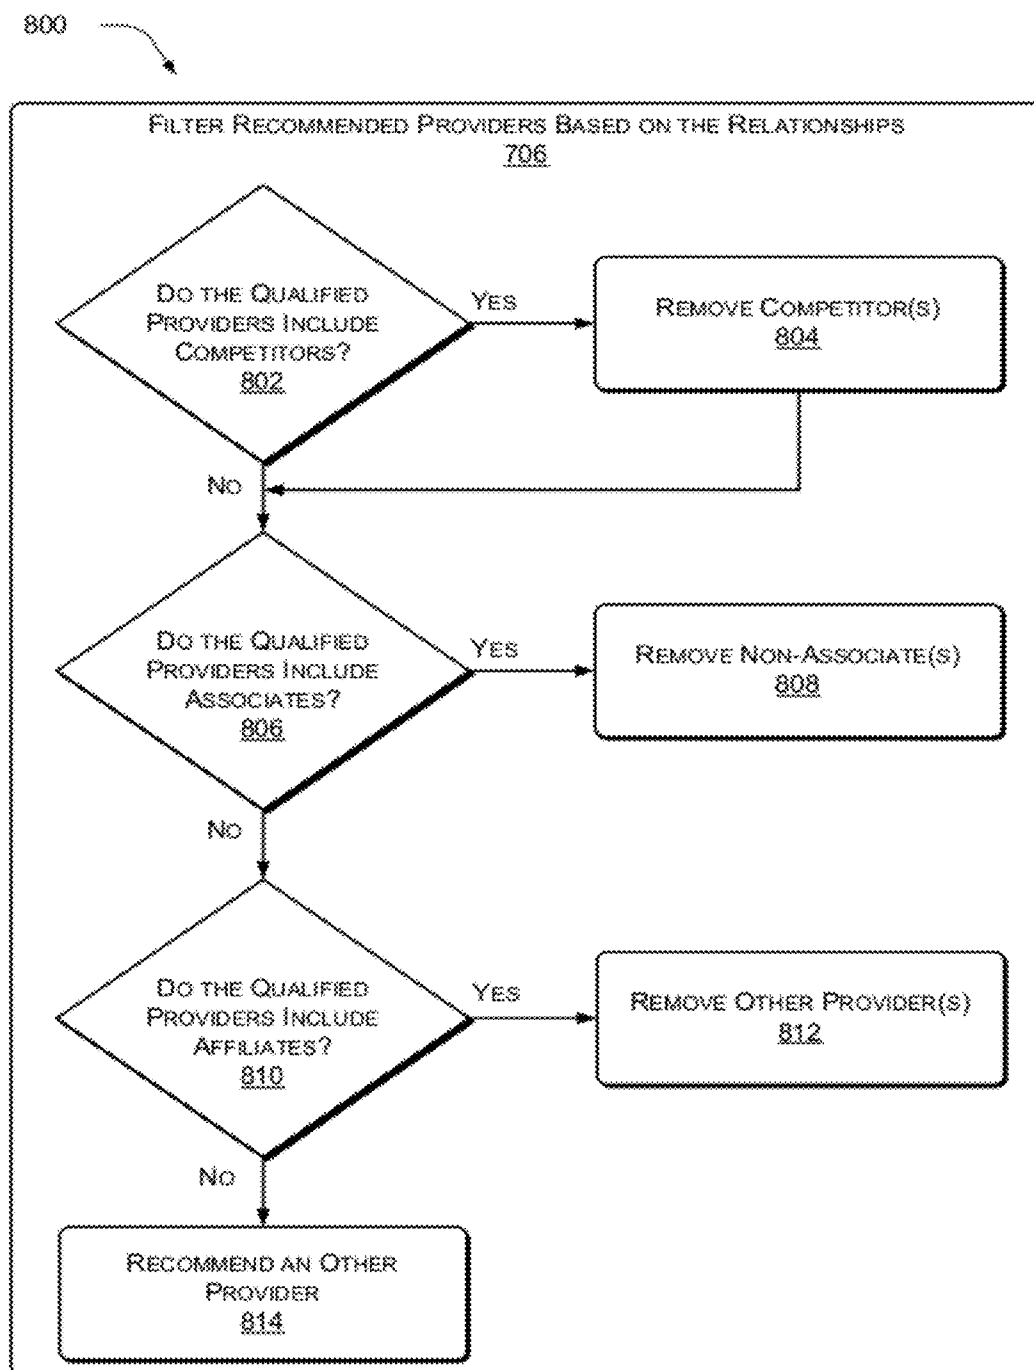 800
FILTER RECOMMENDED PROVIDERS BASED ON THE RELATIONSHIPS
706
DO THE QUALIFIED
PROVIDERS INCLUDE
COMPETITORS?
802
YES
REMOVE COMPETITOR(S)
804
NO
DO THE QUALIFIED
PROVIDERS INCLUDE
ASSOCIATES?
806
YES
REMOVE NON-ASSOCIATE(S)
808
NO
DO THE QUALIFIED
PROVIDERS INCLUDE
AFFILIATES?
810
YES
REMOVE OTHER PROVIDER(S)
812
NO
RECOMMEND AN OTHER
PROVIDER
814